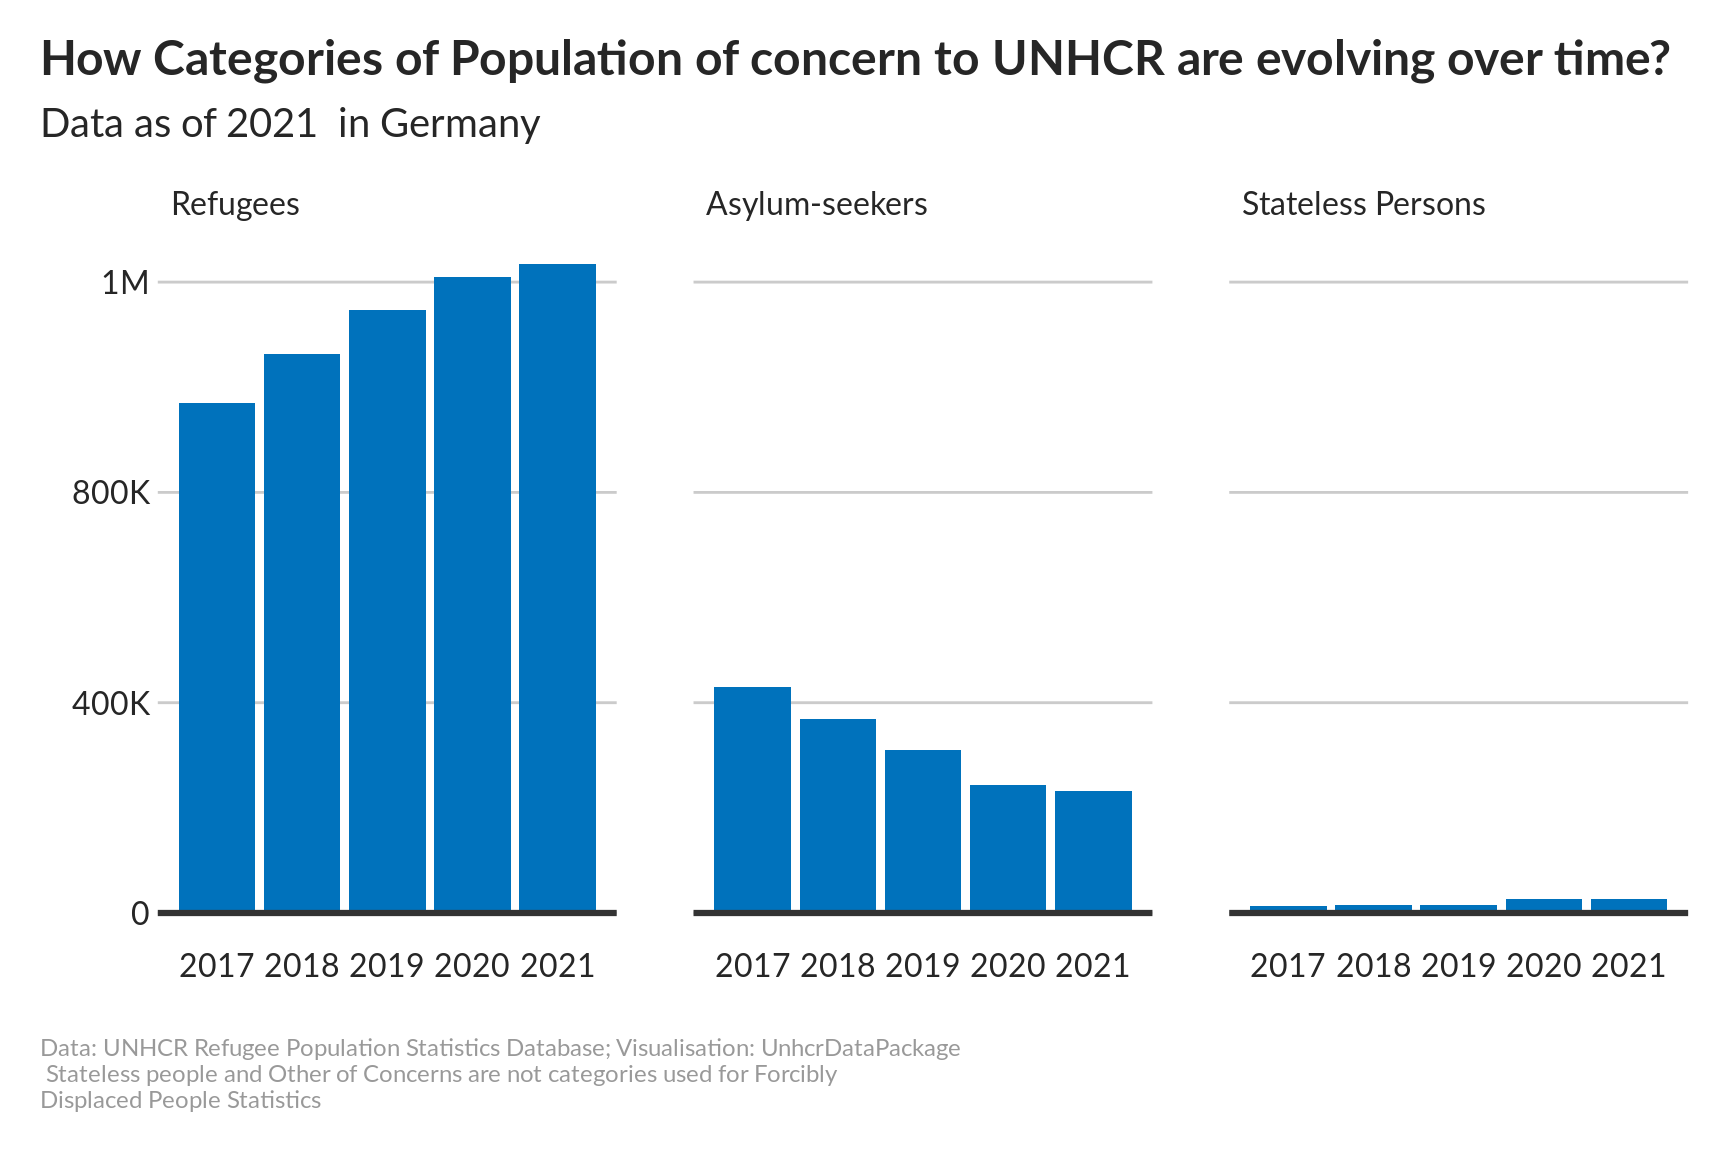 How Categories of Population of concern to UNHCR are evolving over time?
Data as of 2021  in Germany
Refugees
Asylum-seekers
Stateless Persons
1M
800K
400K
0
2017 2018 2019 2020 2021
2017 2018 2019 2020 2021
2017 2018 2019 2020 2021
Data: UNHCR Refugee Population Statistics Database; Visualisation: UnhcrDataPackage
Stateless people and Other of Concerns are not categories used for Forcibly
Displaced People Statistics